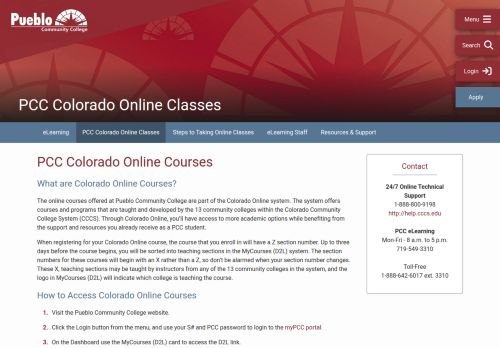 Pueblo
Community College
Menu
Search
Login
Apply
PCC Colorado Online Classes
eLearning
PCC Colorado Online Classes
Steps to Taking Online Classes
eLearning Staff
Resources & Support
PCC Colorado Online Courses
What are Colorado Online Courses?
The online courses offered at Pueblo Community College are part of the Colorado Online system. The system offers
courses and programs that are taught and developed by the 13 community colleges within the Colorado Community
College System (CCCS). Through Colorado Online, you'll have access to more academic options while benefiting from
the support and resources you already receive as a PCC student.
When registering for your Colorado Online course, the course that you enroll in will have a Z section number. Up to three
days before the course begins, you will be sorted into teaching sections in the MyCourses (D2L) system. The section
numbers for these courses will begin with an X rather than a Z, so don't be alarmed when your section number changes.
These X, teaching sections may be taught by instructors from any of the 13 community colleges in the system, and the
logo in MyCourses (D2L) will indicate which college is teaching the course.
How to Access Colorado Online Courses
1. Visit the Pueblo Community College website.
2. Click the Login button from the menu, and use your S# and PCC password to login to the myPCC portal.
3. On the Dashboard use the MyCourses (D2L) card to access the D2L link.
Contact
24/7 Online Technical
Support
1-888-800-9198
http://help.cccs.edu
PCC eLearning
Mon-Fri - 8 a.m. to 5 p.m.
719-549-3310
Toll-Free
1-888-642-6017 ext. 3310